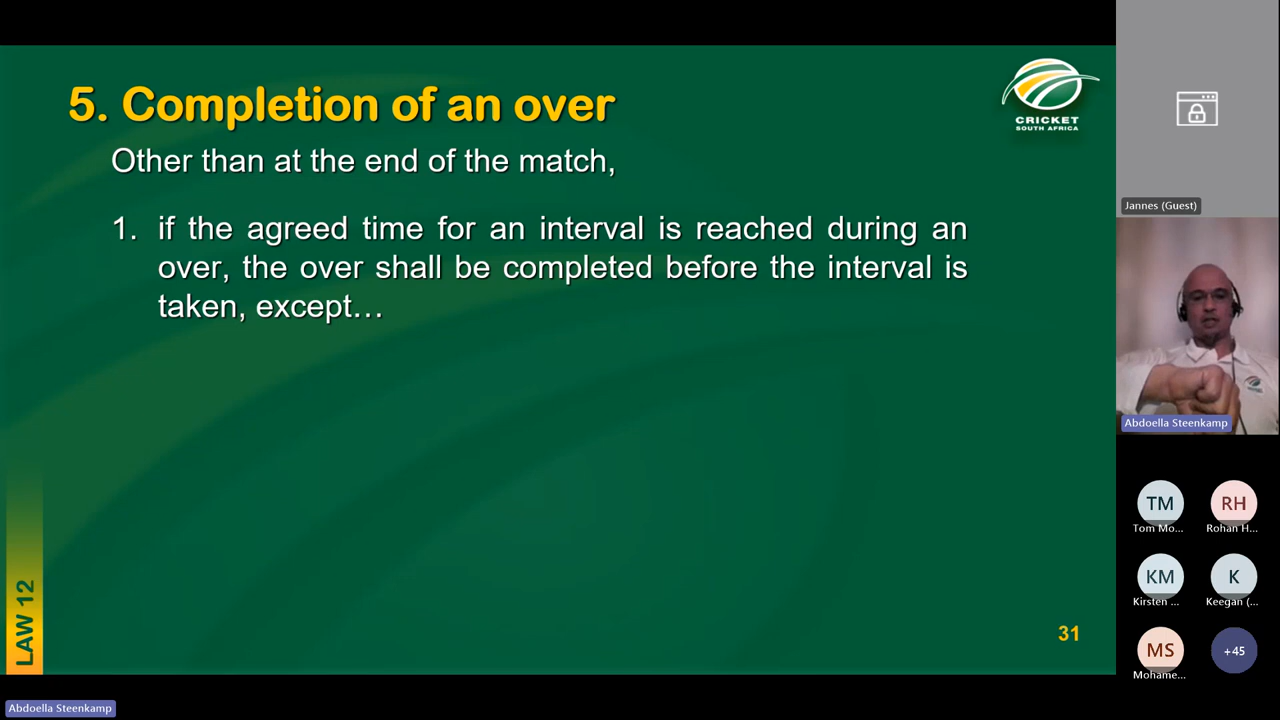 5. Completion of an over
CRICKET
SOUTH AFRICA
Other than at the end of the match,
1. if the agreed time for an interval is reached during an
over, the over shall be completed before the interval is
taken, except…
LAW 12
31
Abdoella Steenkamp
Jannes (Guest)
Abdoella Steenkamp
TM
Tom Mo...
RH
Rohan H...
KM
Kirsten ...
K
Keegan (...
MS
Mohame...
+45